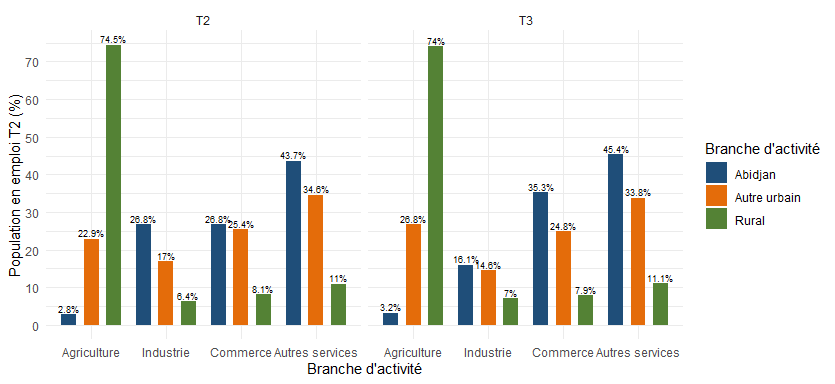 T2
T3
Population en emploi T2 (%)
70
60
50
40
30
20
10
0
2.8%
22.9%
74.5%
26.8%
17%
6.4%
26.8%
25.4%
8.1%
43.7%
34.6%
11%
3.2%
26.8%
74%
16.1%
14.6%
7%
35.3%
24.8%
7.9%
45.4%
33.8%
11.1%
Agriculture
Industrie
Commerce
Autres services
Agriculture
Industrie
Commerce
Autres services
Branche d'activité
Branche d'activité
Abidjan
Autre urbain
Rural